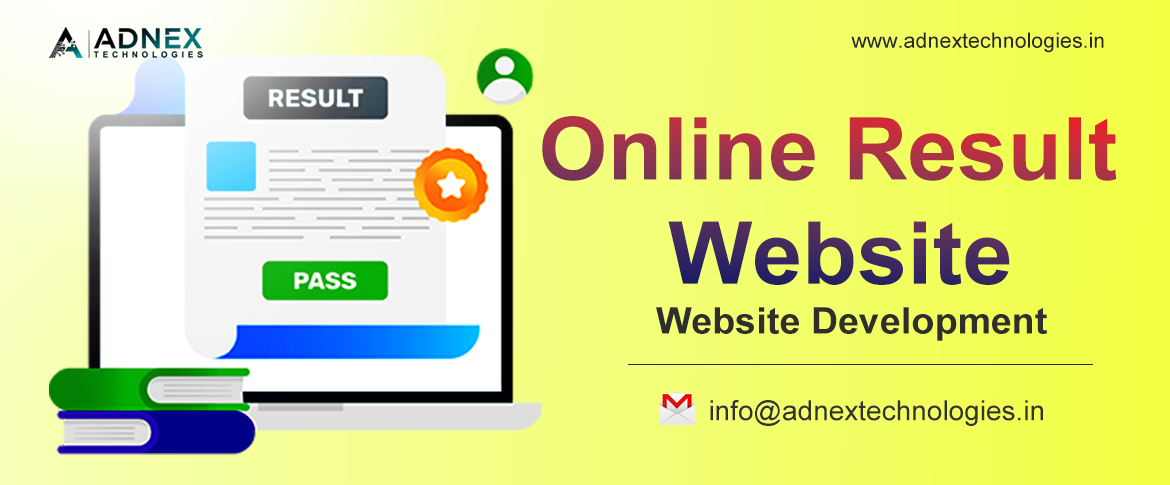 ADNEX
TECHNOLOGIES
www.adnextechnologies.in
RESULT
PASS
Online Result
Website
Website Development
info@adnextechnologies.in